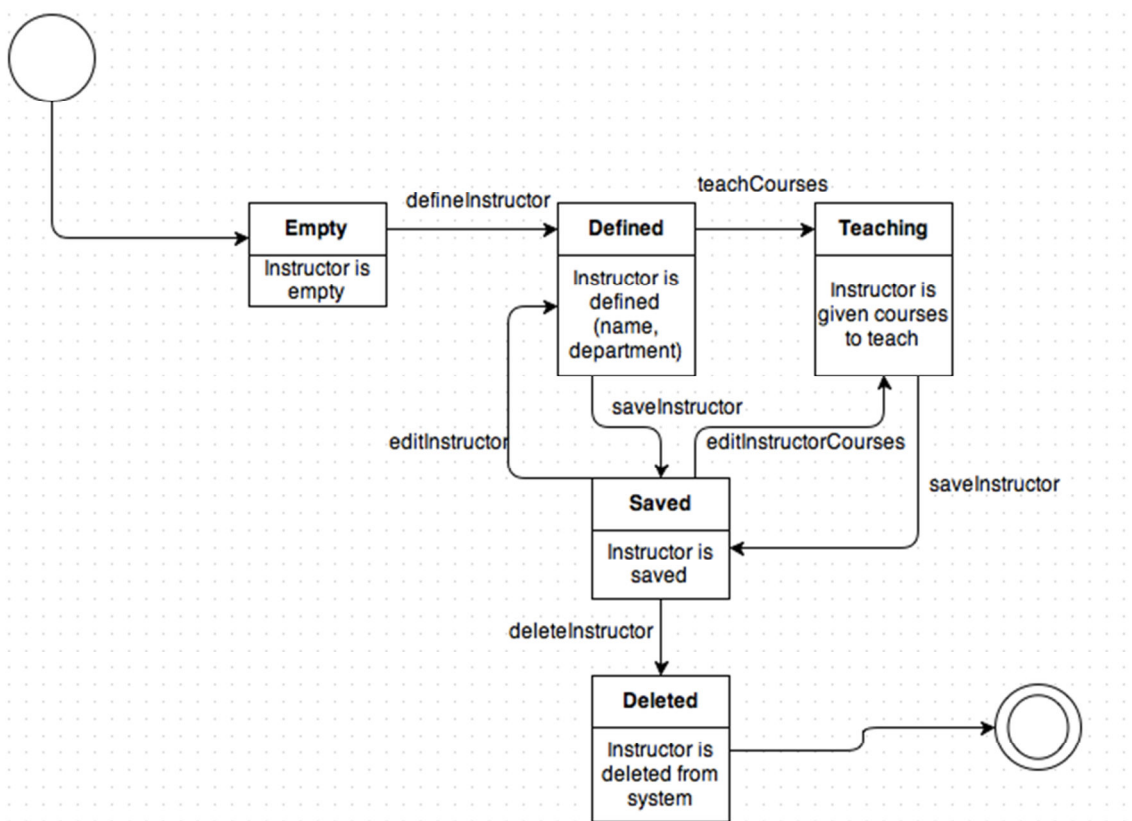 teachCourses
defineInstructor
Empty
Instructor is
empty
Defined
Instructor is
defined
(name,
department)
Teaching
Instructor is
given courses
to teach
saveInstructor
editInstructor
editInstructorCourses
saveInstructor
Saved
Instructor is
saved
deleteInstructor
Deleted
Instructor is
deleted from
system